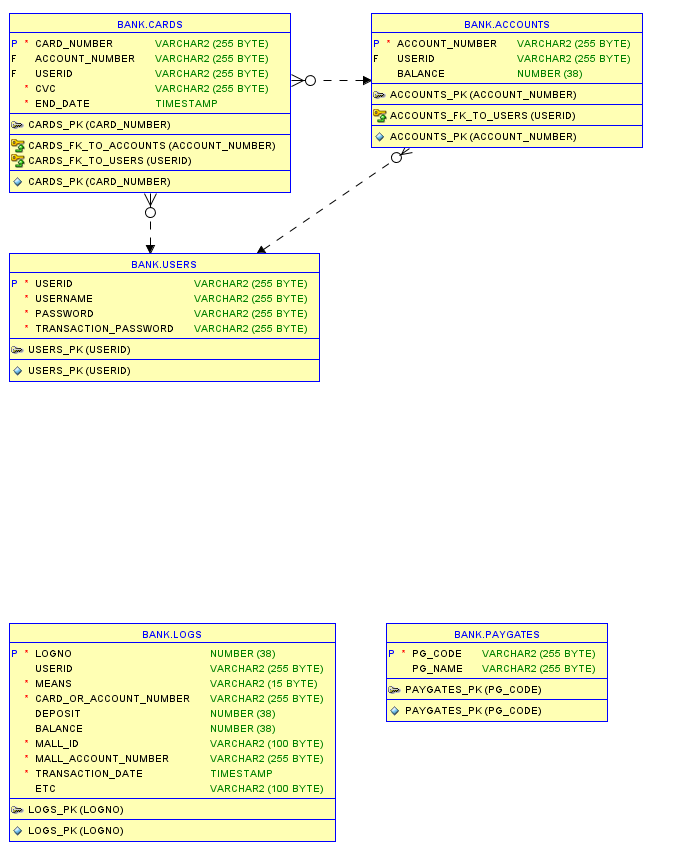 BANK.CARDS
P * CARD_NUMBER VARCHAR2 (255 BYTE)
F ACCOUNT_NUMBER VARCHAR2 (255 BYTE)
F USERID VARCHAR2 (255 BYTE)
* CVC VARCHAR2 (255 BYTE)
* END_DATE TIMESTAMP
CARDS_PK (CARD_NUMBER)
CARDS_FK_TO_ACCOUNTS (ACCOUNT_NUMBER)
CARDS_FK_TO_USERS (USERID)
CARDS_PK (CARD_NUMBER)
BANK.ACCOUNTS
P * ACCOUNT_NUMBER VARCHAR2 (255 BYTE)
F USERID VARCHAR2 (255 BYTE)
BALANCE NUMBER (38)
ACCOUNTS_PK (ACCOUNT_NUMBER)
ACCOUNTS_FK_TO_USERS (USERID)
ACCOUNTS_PK (ACCOUNT_NUMBER)
BANK.USERS
P * USERID VARCHAR2 (255 BYTE)
* USERNAME VARCHAR2 (255 BYTE)
* PASSWORD VARCHAR2 (255 BYTE)
* TRANSACTION_PASSWORD VARCHAR2 (255 BYTE)
USERS_PK (USERID)
USERS_PK (USERID)
BANK.LOGS
P * LOGNO NUMBER (38)
USERID VARCHAR2 (255 BYTE)
* MEANS VARCHAR2 (15 BYTE)
* CARD_OR_ACCOUNT_NUMBER VARCHAR2 (255 BYTE)
DEPOSIT NUMBER (38)
BALANCE NUMBER (38)
* MALL_ID VARCHAR2 (100 BYTE)
* MALL_ACCOUNT_NUMBER VARCHAR2 (255 BYTE)
* TRANSACTION_DATE TIMESTAMP
ETC VARCHAR2 (100 BYTE)
LOGS_PK (LOGNO)
LOGS_PK (LOGNO)
BANK.PAYGATES
P * PG_CODE VARCHAR2 (255 BYTE)
PG_NAME VARCHAR2 (255 BYTE)
PAYGATES_PK (PG_CODE)
PAYGATES_PK (PG_CODE)